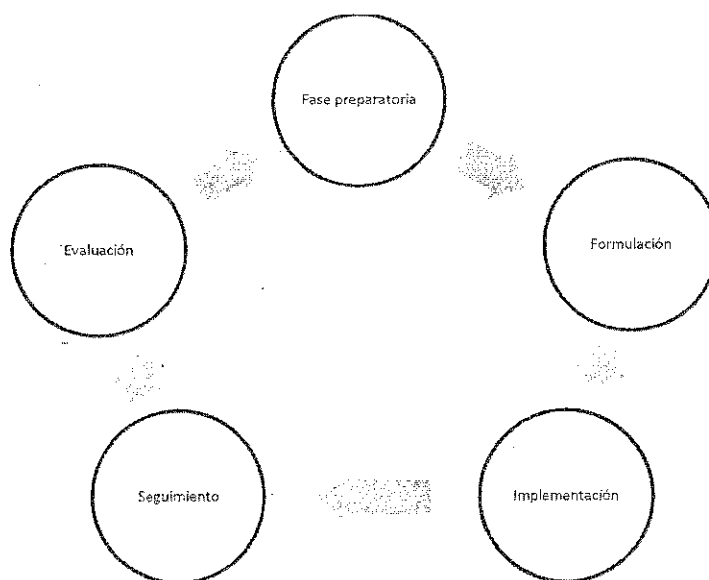 Fase preparatoria
Formulación
Implementación
Seguimiento
Evaluación